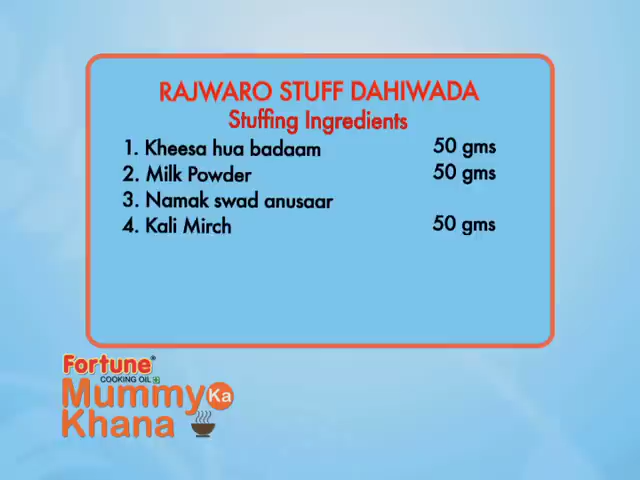 RAJWARO STUFF DAHIWADA
Stuffing Ingredients
1. Kheesa hua badaam 50 gms
2. Milk Powder 50 gms
3. Namak swad anusaar
4. Kali Mirch 50 gms
Fortune
COOKING OIL
Mummy Ka
Khana